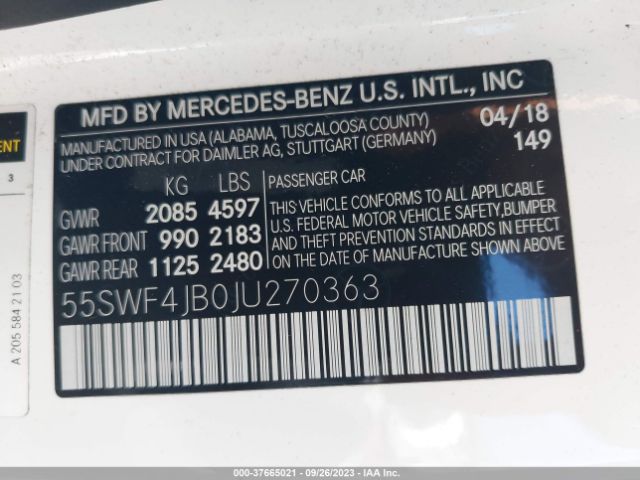 MFD BY MERCEDES-BENZ U.S. INTL., INC
MANUFACTURED IN USA (ALABAMA, TUSCALOOSA COUNTY) 04/18
UNDER CONTRACT FOR DAIMLER AG, STUTTGART (GERMANY) 149
KG LBS PASSENGER CAR
GVWR 2085 4597
GAWR FRONT 990 2183
GAWR REAR 1125 2480
THIS VEHICLE CONFORMS TO ALL APPLICABLE
U.S. FEDERAL MOTOR VEHICLE SAFETY,BUMPER
AND THEFT PREVENTION STANDARDS IN EFFECT
ON THE DATE OF MANUFACTURE SHOWN ABOVE.
55SWF4JB0JU270363
3
A 205 584 21 03
000-37665021 | 09/26/2023 | IAA Inc.